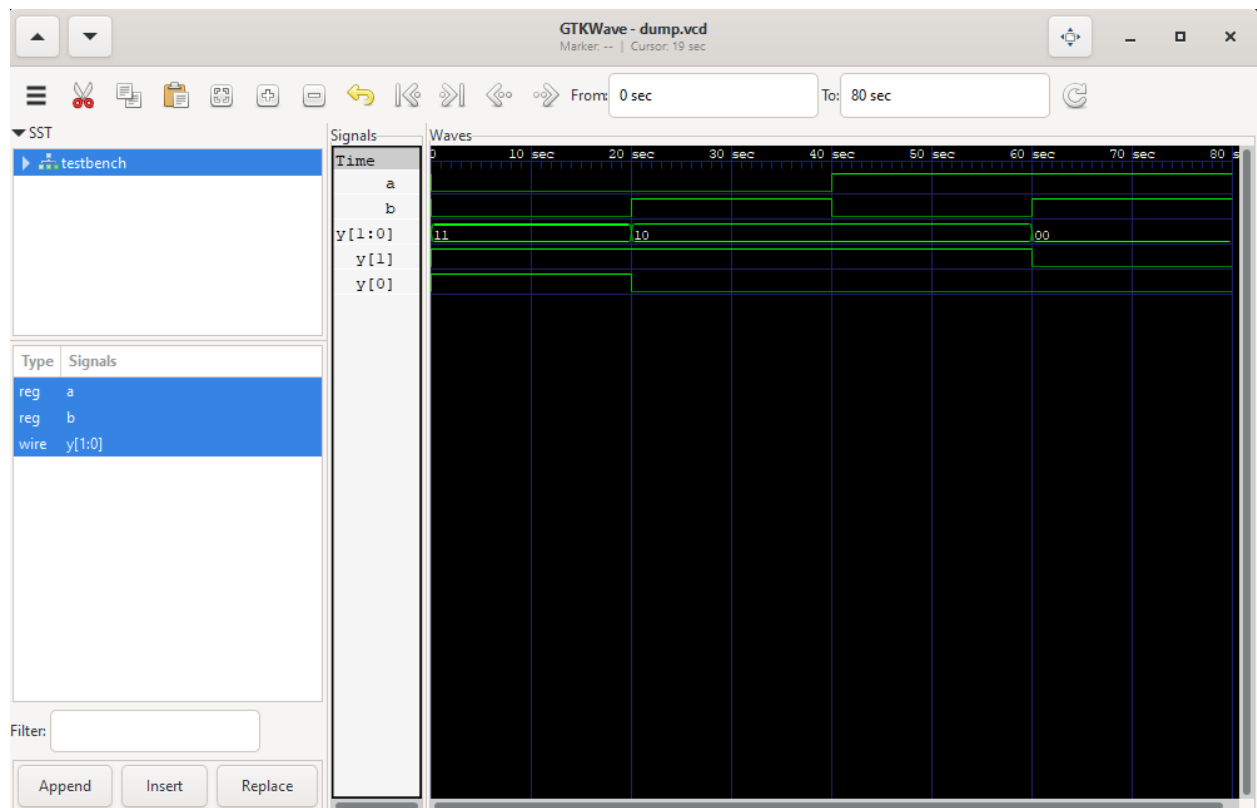 GTKWave - dump.vcd
Marker: -- | Cursor: 19 sec
From: 0 sec To: 80 sec
SST
testbench
Type Signals
reg a
reg b
wire y[1:0]
Filter:
Append Insert Replace
Signals
Time
a
b
y[1:0]
y[1]
y[0]
Waves
0 10 sec 20 sec 30 sec 40 sec 50 sec 60 sec 70 sec 80 s
11 10 00